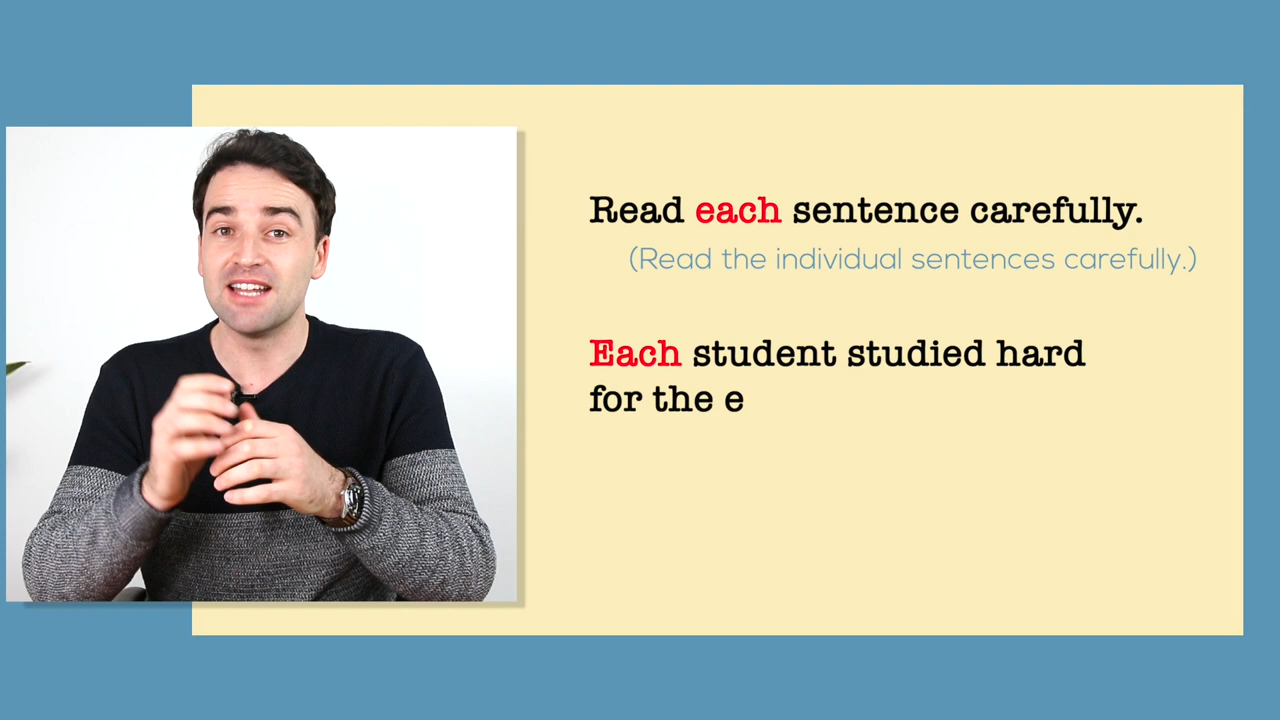 Read each sentence carefully.
(Read the individual sentences carefully.)
Each student studied hard
for the e